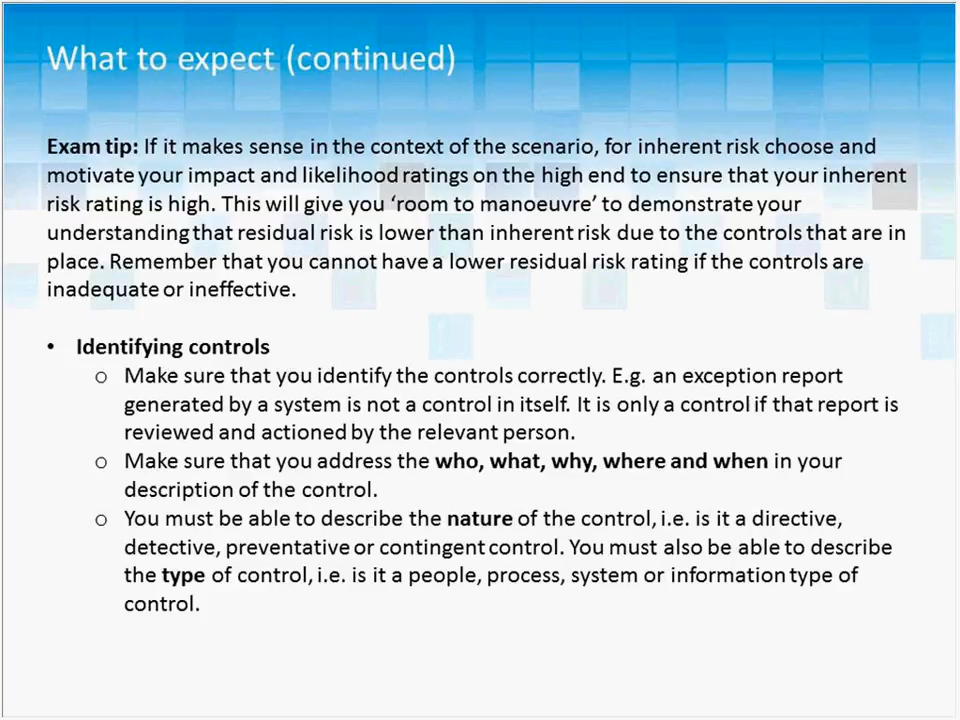 What to expect (continued)
Exam tip: If it makes sense in the context of the scenario, for inherent risk choose and
motivate your impact and likelihood ratings on the high end to ensure that your inherent
risk rating is high. This will give you ‘room to manoeuvre’ to demonstrate your
understanding that residual risk is lower than inherent risk due to the controls that are in
place. Remember that you cannot have a lower residual risk rating if the controls are
inadequate or ineffective.
• Identifying controls
o Make sure that you identify the controls correctly. E.g. an exception report
generated by a system is not a control in itself. It is only a control if that report is
reviewed and actioned by the relevant person.
o Make sure that you address the who, what, why, where and when in your
description of the control.
o You must be able to describe the nature of the control, i.e. is it a directive,
detective, preventative or contingent control. You must also be able to describe
the type of control, i.e. is it a people, process, system or information type of
control.